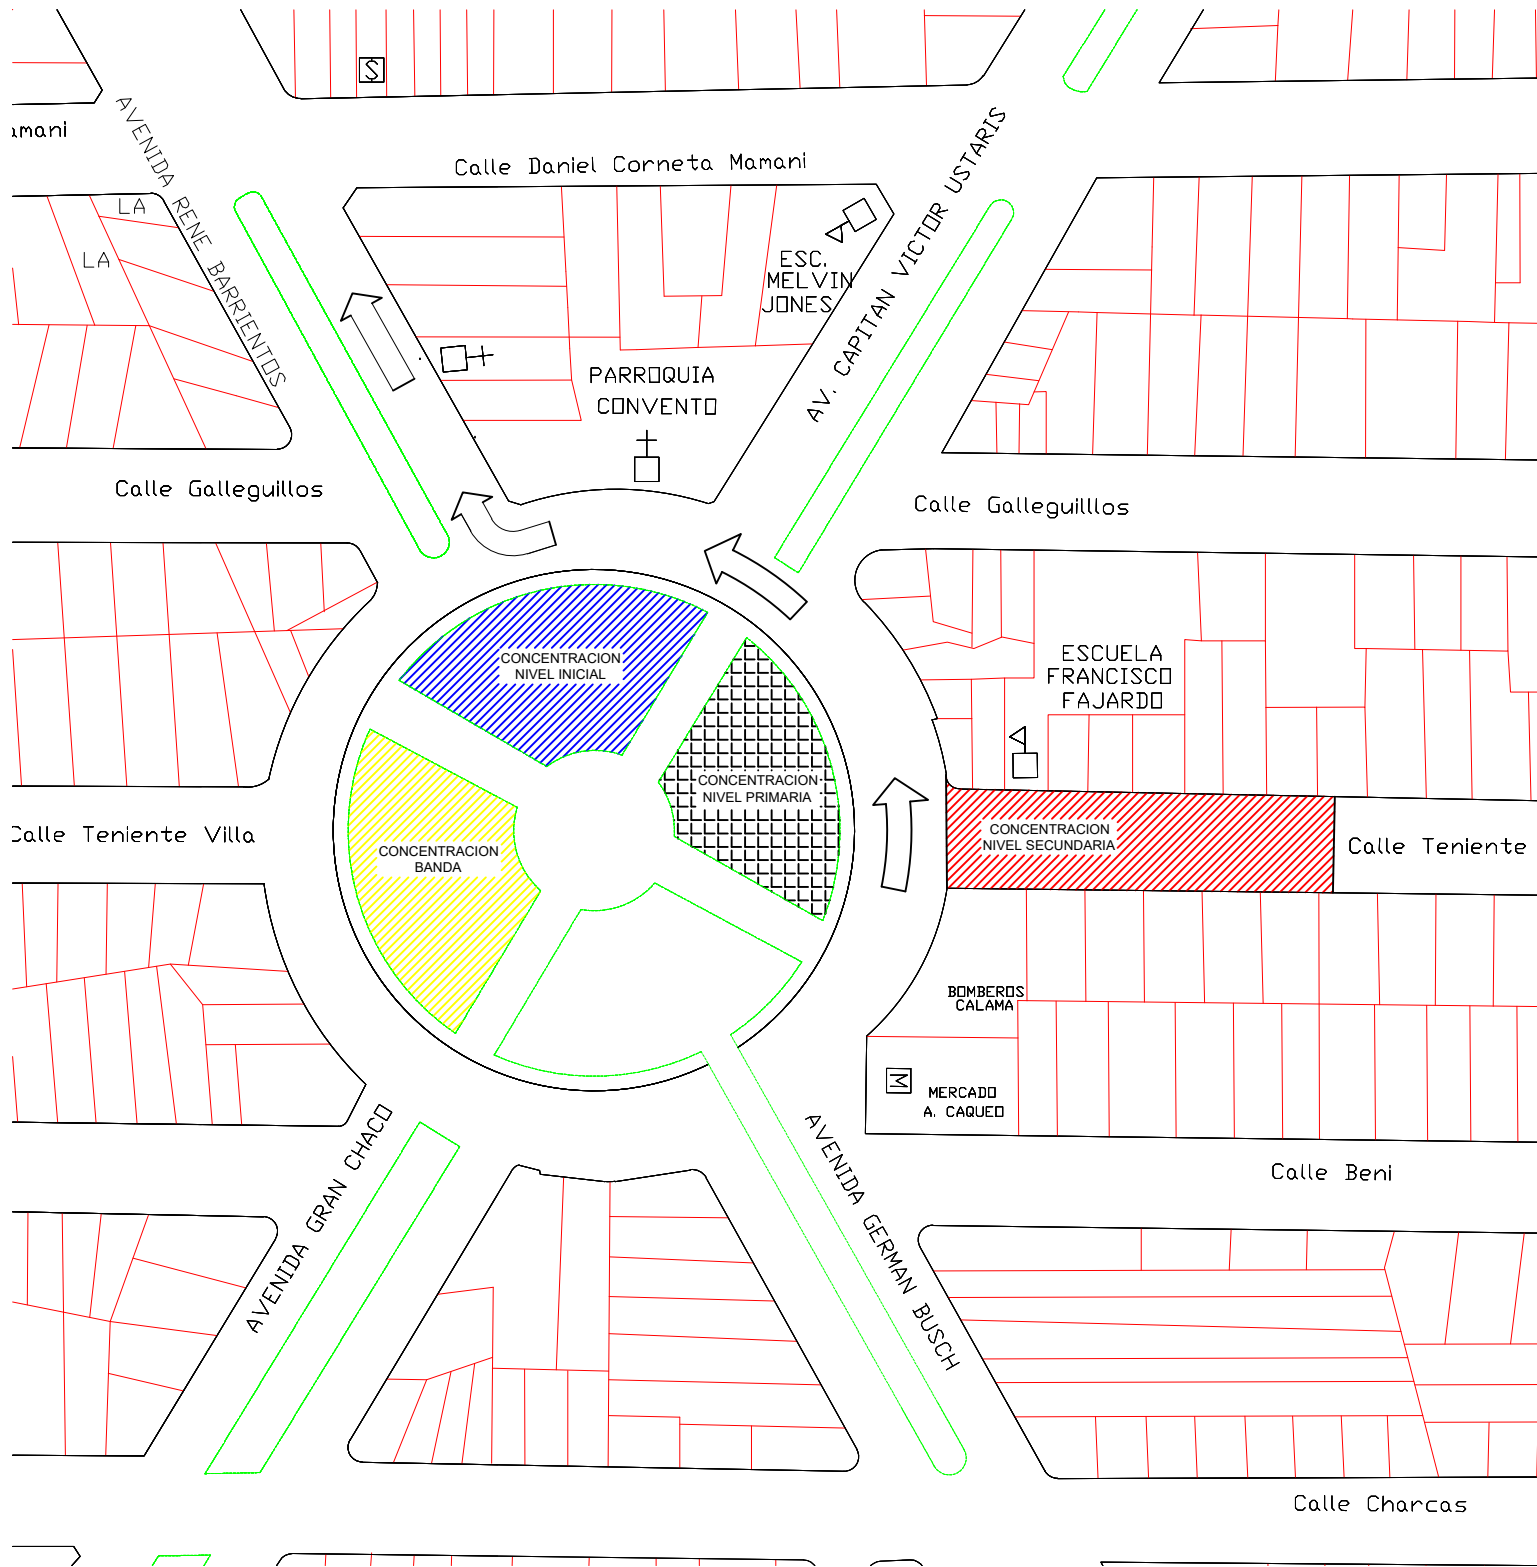 S
amani
AVENIDA RENE BARRIENTOS
Calle Daniel Corneta Mamani
AV. CAPITAN VICTOR USTARIS
LA
LA
ESC.
MELVIN
JONES
PARROQUIA
CONVENTO
Calle Galleguillos
Calle Galleguilllos
CONCENTRACION
NIVEL INICIAL
ESCUELA
FRANCISCO
FAJARDO
CONCENTRACION
NIVEL PRIMARIA
Calle Teniente Villa
CONCENTRACION
BANDA
CONCENTRACION
NIVEL SECUNDARIA
Calle Teniente
BOMBEROS
CALAMA
M
MERCADO
A. CAQUEO
AVENIDA GRAN CHACO
AVENIDA GERMAN BUSCH
Calle Beni
Calle Charcas